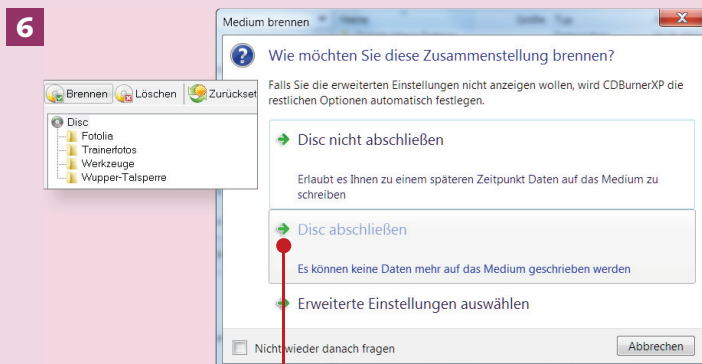 6
Medium brennen
Wie möchten Sie diese Zusammenstellung brennen?
Falls Sie die erweiterten Einstellungen nicht anzeigen wollen, wird CDBurnerXP die
restlichen Optionen automatisch festlegen.
Brennen Löschen Zurückset
Disc
Fotolia
Trainerfotos
Werkzeuge
Wupper-Talsperre
Disc nicht abschließen
Erlaubt es Ihnen zu einem späteren Zeitpunkt Daten auf das Medium zu
schreiben
Disc abschließen
Es können keine Daten mehr auf das Medium geschrieben werden
Erweiterte Einstellungen auswählen
Nicht wieder danach fragen
Abbrechen